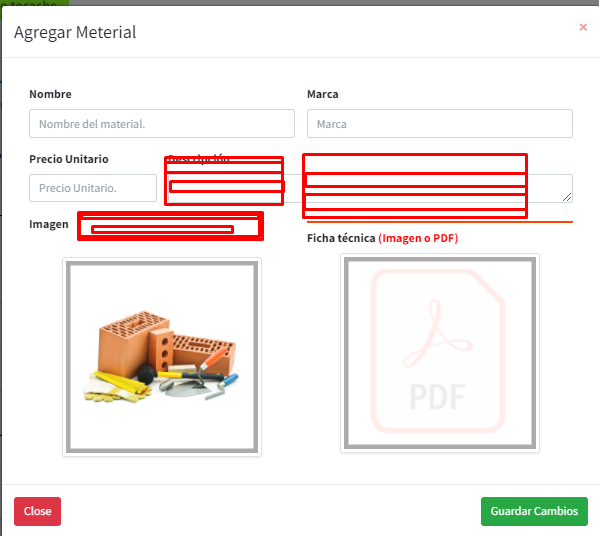 o tocache
Agregar Meterial
×
Nombre
Marca
Nombre del material.
Marca
Precio Unitario
Descripción
Precio Unitario.
Imagen
Ficha técnica (Imagen o PDF)
PDF
Close
Guardar Cambios